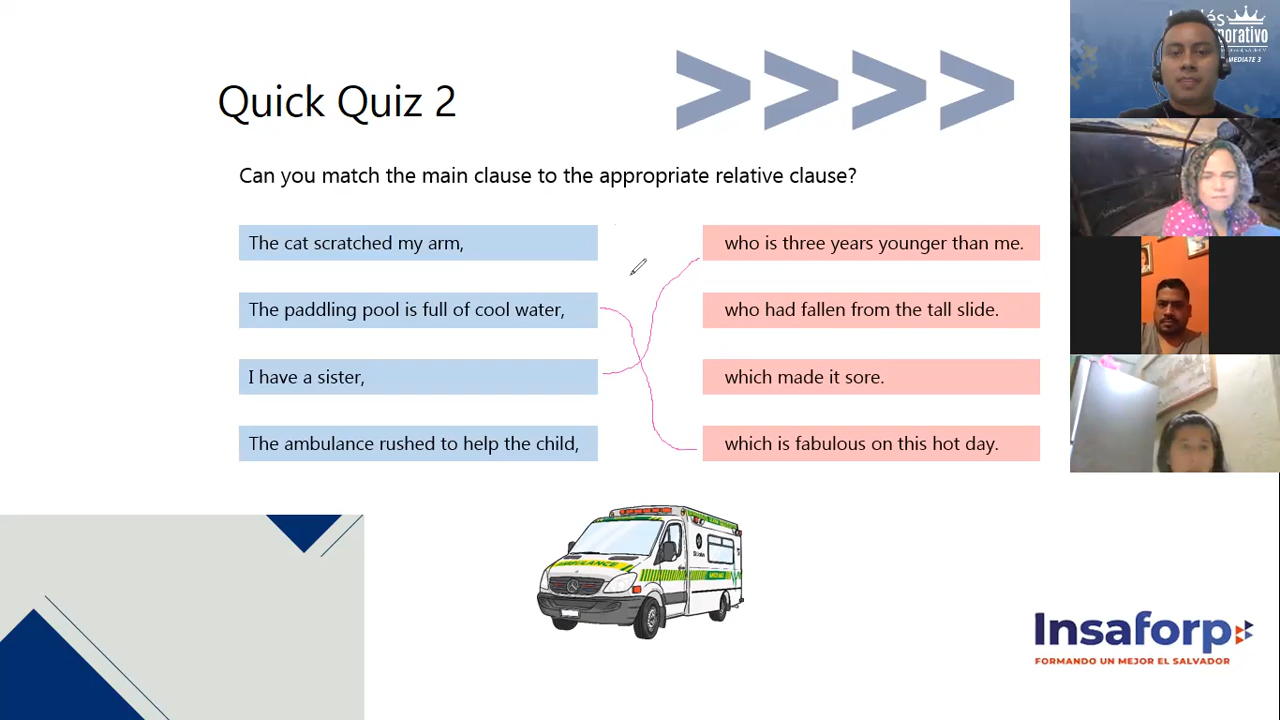 Quick Quiz 2
Can you match the main clause to the appropriate relative clause?
The cat scratched my arm,
who is three years younger than me.
The paddling pool is full of cool water,
who had fallen from the tall slide.
I have a sister,
which made it sore.
The ambulance rushed to help the child,
which is fabulous on this hot day.
AMBULANCE
Insaforp
FORMANDO UN MEJOR EL SALVADOR